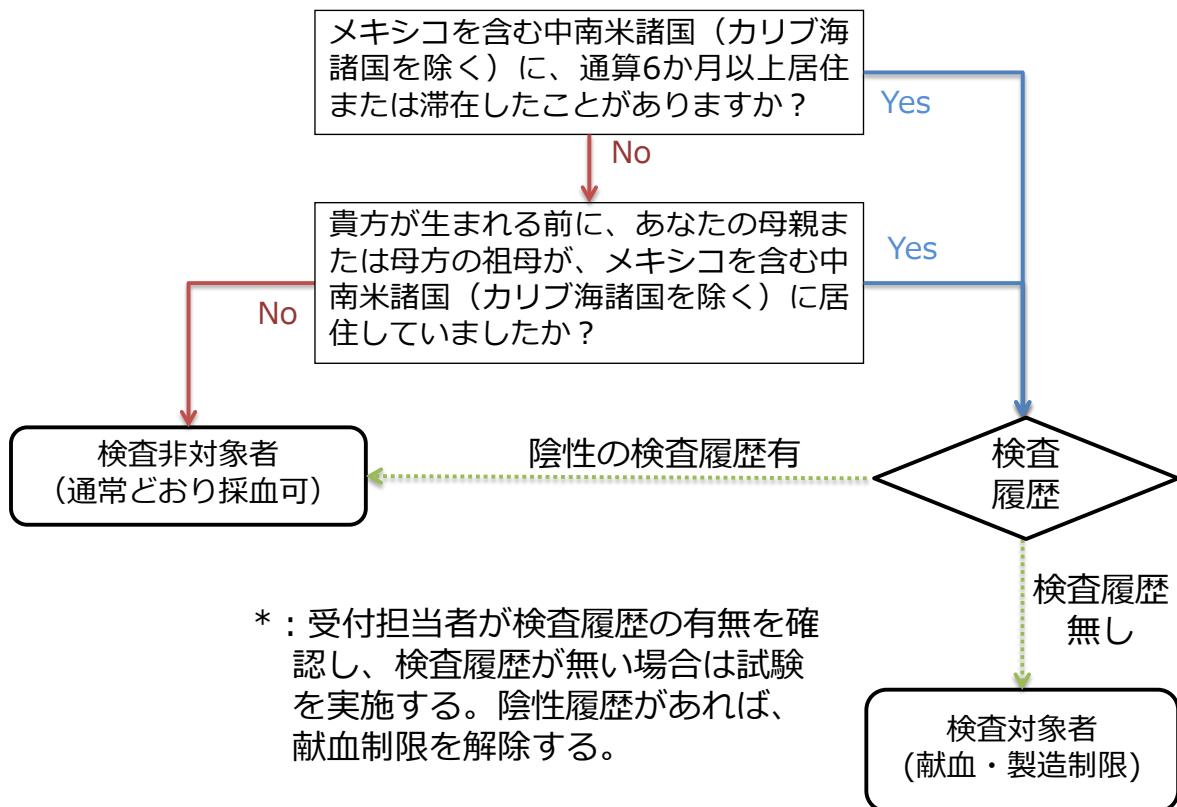 メキシコを含む中南米諸国（カリブ海
諸国を除く）に、通算6か月以上居住
または滞在したことがありますか？
Yes
No
貴方が生まれる前に、あなたの母親ま
たは母方の祖母が、メキシコを含む中
南米諸国（カリブ海諸国を除く）に居
住していましたか？
Yes
No
検査非対象者
（通常どおり採血可）
陰性の検査履歴有
検査
履歴
検査履歴
無し
*：受付担当者が検査履歴の有無を確
認し、検査履歴が無い場合は試験
を実施する。陰性履歴があれば、
献血制限を解除する。
検査対象者
(献血・製造制限)